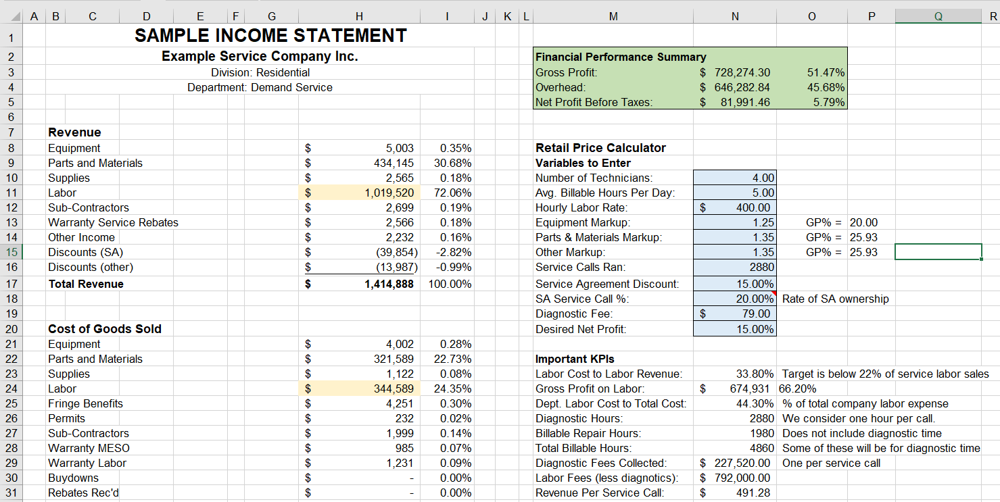 A B C D E F G H I J K L M N O P Q R
1 SAMPLE INCOME STATEMENT
2 Example Service Company Inc. Financial Performance Summary
3 Division: Residential Gross Profit: $ 728,274.30 51.47%
4 Department: Demand Service Overhead: $ 646,282.84 45.68%
5 Net Profit Before Taxes: $ 81,991.46 5.79%
6
7 Revenue
8 Equipment $ 5,003 0.35% Retail Price Calculator
9 Parts and Materials $ 434,145 30.68% Variables to Enter
10 Supplies $ 2,565 0.18% Number of Technicians: 4.00
11 Labor $ 1,019,520 72.06% Avg. Billable Hours Per Day: 5.00
12 Sub-Contractors $ 2,699 0.19% Hourly Labor Rate: $ 400.00
13 Warranty Service Rebates $ 2,566 0.18% Equipment Markup: 1.25 GP% = 20.00
14 Other Income $ 2,232 0.16% Parts & Materials Markup: 1.35 GP% = 25.93
15 Discounts (SA) $ (39,854) -2.82% Other Markup: 1.35 GP% = 25.93
16 Discounts (other) $ (13,987) -0.99% Service Calls Ran: 2880
17 Total Revenue $ 1,414,888 100.00% Service Agreement Discount: 15.00%
18 SA Service Call %: 20.00% Rate of SA ownership
19 Diagnostic Fee: $ 79.00
20 Cost of Goods Sold Desired Net Profit: 15.00%
21 Equipment $ 4,002 0.28%
22 Parts and Materials $ 321,589 22.73% Important KPIs
23 Supplies $ 1,122 0.08% Labor Cost to Labor Revenue: 33.80% Target is below 22% of service labor sales
24 Labor $ 344,589 24.35% Gross Profit on Labor: $ 674,931 66.20%
25 Fringe Benefits $ 4,251 0.30% Dept. Labor Cost to Total Cost: 44.30% % of total company labor expense
26 Permits $ 232 0.02% Diagnostic Hours: 2880 We consider one hour per call.
27 Sub-Contractors $ 1,999 0.14% Billable Repair Hours: 1980 Does not include diagnostic time
28 Warranty MESO $ 985 0.07% Total Billable Hours: 4860 Some of these will be for diagnostic time
29 Warranty Labor $ 1,231 0.09% Diagnostic Fees Collected: $ 227,520.00 One per service call
30 Buydowns $ - 0.00% Labor Fees (less diagnotics): $ 792,000.00
31 Rebates Rec'd $ - 0.00% Revenue Per Service Call: $ 491.28